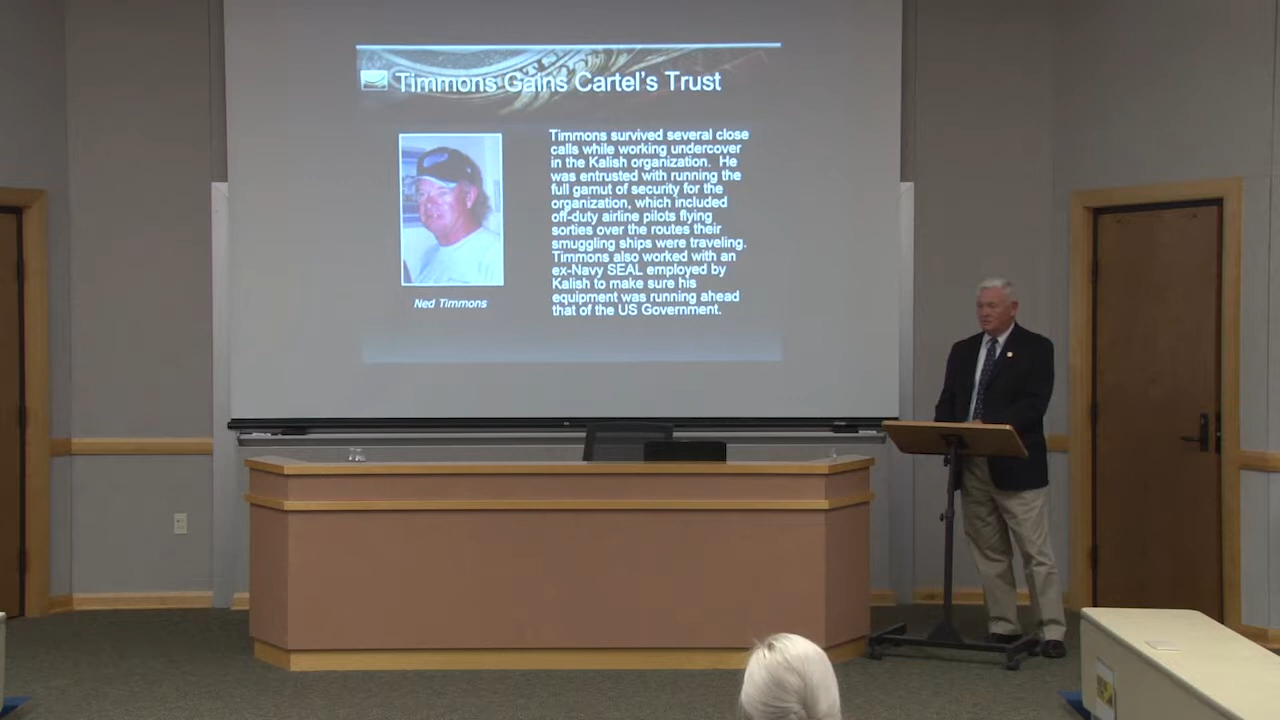 Timmons Gains Cartel's Trust
Timmons survived several close
calls while working undercover
in the Kalish organization. He
was entrusted with running the
full gamut of security for the
organization, which included
off-duty airline pilots flying
sorties over the routes their
smuggling ships were traveling.
Timmons also worked with an
ex-Navy SEAL employed by
Kalish to make sure his
equipment was running ahead
that of the US Government.
Ned Timmons